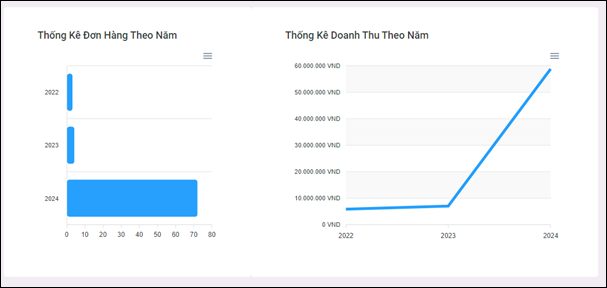 Thống Kê Đơn Hàng Theo Năm
2022
2023
2024
0 10 20 30 40 50 60 70 80
Thống Kê Doanh Thu Theo Năm
60.000.000 VND
50.000.000 VND
40.000.000 VND
30.000.000 VND
20.000.000 VND
10.000.000 VND
0 VND
2022 2023 2024